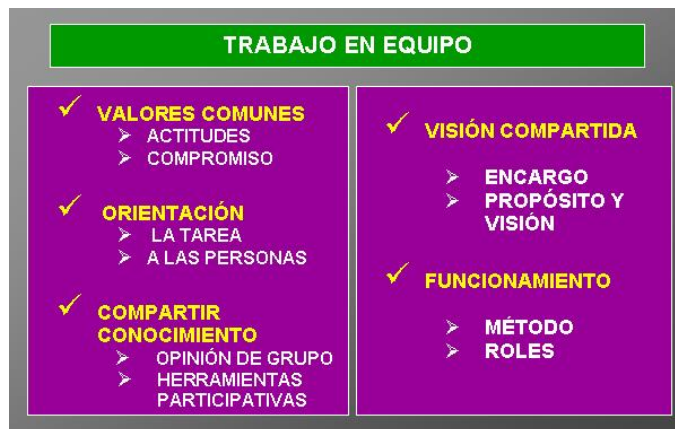 TRABAJO EN EQUIPO
VALORES COMUNES
ACTITUDES
COMPROMISO
ORIENTACIÓN
LA TAREA
A LAS PERSONAS
COMPARTIR
CONOCIMIENTO
OPINIÓN DE GRUPO
HERRAMIENTAS
PARTICIPATIVAS
VISIÓN COMPARTIDA
ENCARGO
PROPÓSITO Y
VISIÓN
FUNCIONAMIENTO
MÉTODO
ROLES